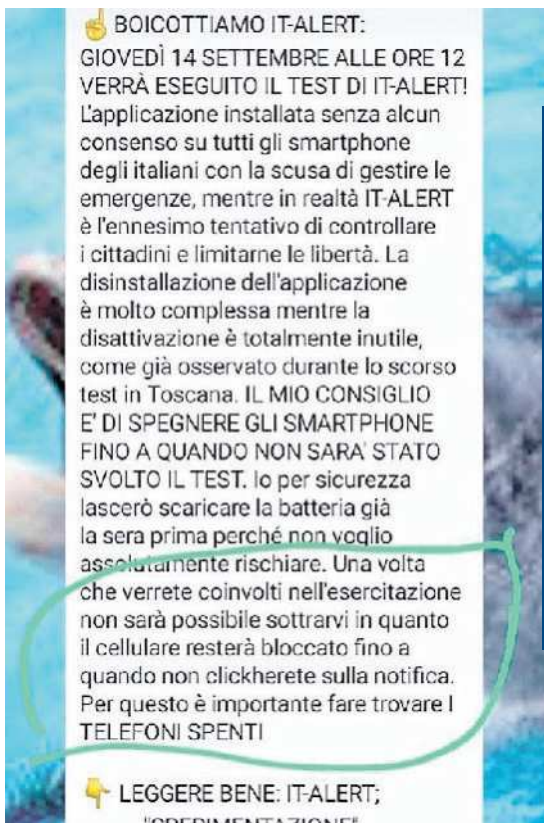 ☝️ BOICOTTIAMO IT-ALERT:
GIOVEDÌ 14 SETTEMBRE ALLE ORE 12
VERRÀ ESEGUITO IL TEST DI IT-ALERT!
L'applicazione installata senza alcun
consenso su tutti gli smartphone
degli italiani con la scusa di gestire le
emergenze, mentre in realtà IT-ALERT
è l'ennesimo tentativo di controllare
i cittadini e limitarne le libertà. La
disinstallazione dell'applicazione
è molto complessa mentre la
disattivazione è totalmente inutile,
come già osservato durante lo scorso
test in Toscana. IL MIO CONSIGLIO
E' DI SPEGNERE GLI SMARTPHONE
FINO A QUANDO NON SARA' STATO
SVOLTO IL TEST. Io per sicurezza
lascerò scaricare la batteria già
la sera prima perché non voglio
assolutamente rischiare. Una volta
che verrete coinvolti nell'esercitazione
non sarà possibile sottrarvi in quanto
il cellulare resterà bloccato fino a
quando non clickherete sulla notifica.
Per questo è importante fare trovare I
TELEFONI SPENTI
👇 LEGGERE BENE: IT-ALERT;
"SPERIMENTAZIONE"